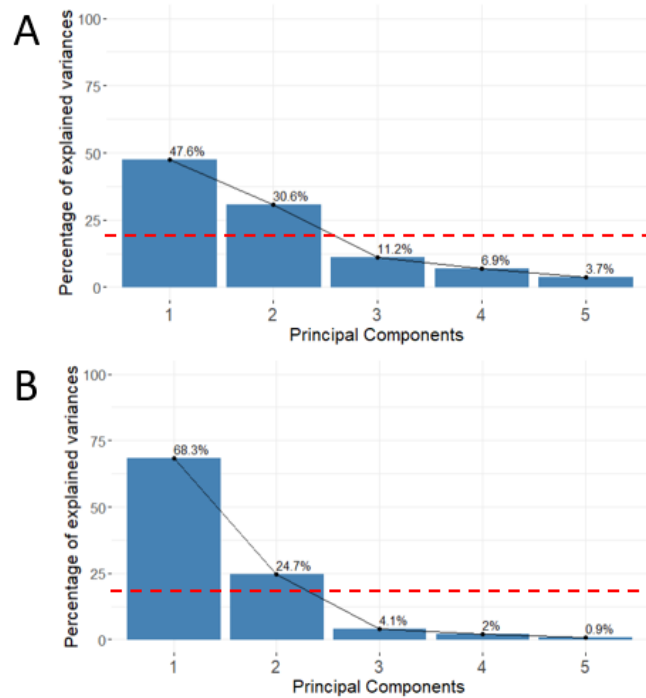 A
Percentage of explained variances
100
75
50
25
0
47.6%
30.6%
11.2%
6.9%
3.7%
1 2 3 4 5
Principal Components
B
Percentage of explained variances
100
75
50
25
0
68.3%
24.7%
4.1%
2%
0.9%
1 2 3 4 5
Principal Components